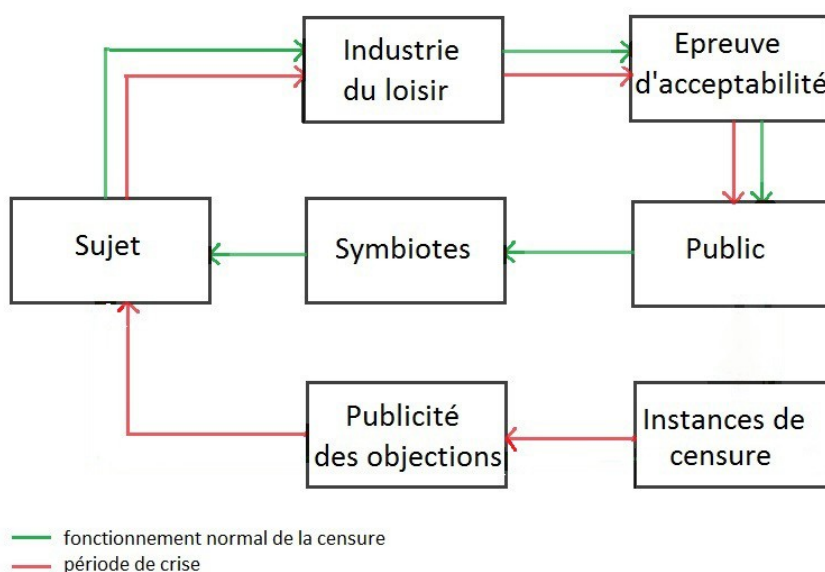 Industrie
du loisir
Epreuve
d'acceptabilité
Sujet
Symbiotes
Public
Publicité
des objections
Instances de
censure
fonctionnement normal de la censure
période de crise